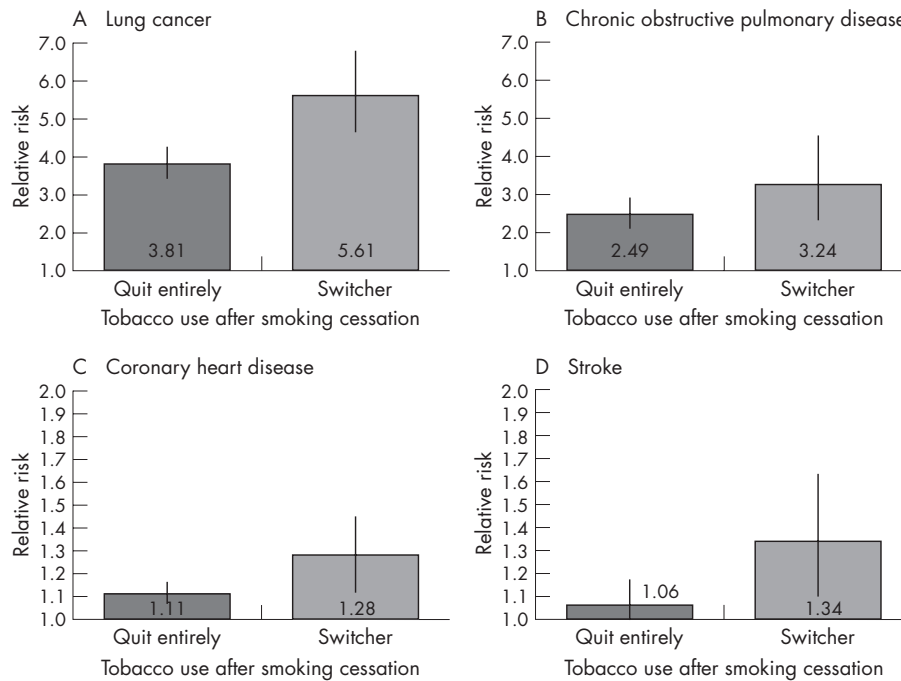 A Lung cancer
7.0
6.0
5.0
4.0
3.0
2.0
1.0
Relative risk
3.81
5.61
Quit entirely
Switcher
Tobacco use after smoking cessation
B Chronic obstructive pulmonary disease
7.0
6.0
5.0
4.0
3.0
2.0
1.0
Relative risk
2.49
3.24
Quit entirely
Switcher
Tobacco use after smoking cessation
C Coronary heart disease
2.0
1.9
1.8
1.7
1.6
1.5
1.4
1.3
1.2
1.1
1.0
Relative risk
1.11
1.28
Quit entirely
Switcher
Tobacco use after smoking cessation
D Stroke
2.0
1.9
1.8
1.7
1.6
1.5
1.4
1.3
1.2
1.1
1.0
Relative risk
1.06
1.34
Quit entirely
Switcher
Tobacco use after smoking cessation